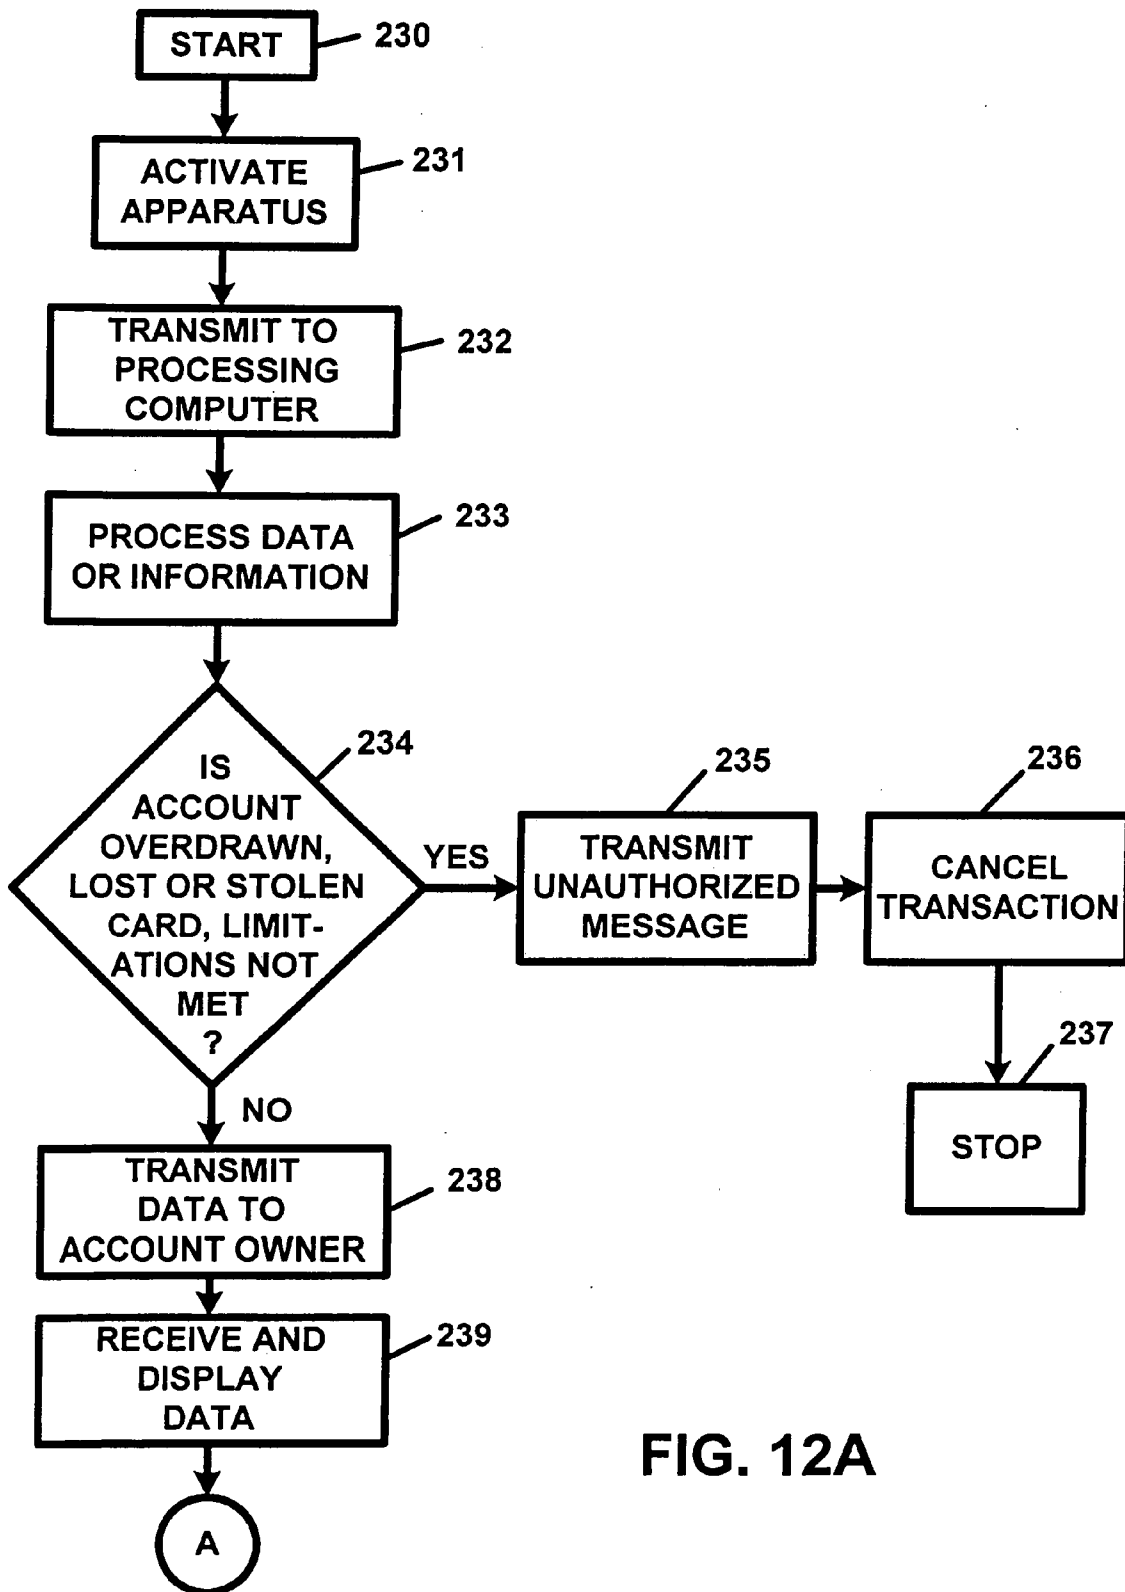 START
230
ACTIVATE
APPARATUS
231
TRANSMIT TO
PROCESSING
COMPUTER
232
PROCESS DATA
OR INFORMATION
233
IS
ACCOUNT
OVERDRAWN,
LOST OR STOLEN
CARD, LIMIT-
ATIONS NOT
MET
?
234
YES
TRANSMIT
UNAUTHORIZED
MESSAGE
235
CANCEL
TRANSACTION
236
STOP
237
NO
TRANSMIT
DATA TO
ACCOUNT OWNER
238
RECEIVE AND
DISPLAY
DATA
239
A
FIG. 12A